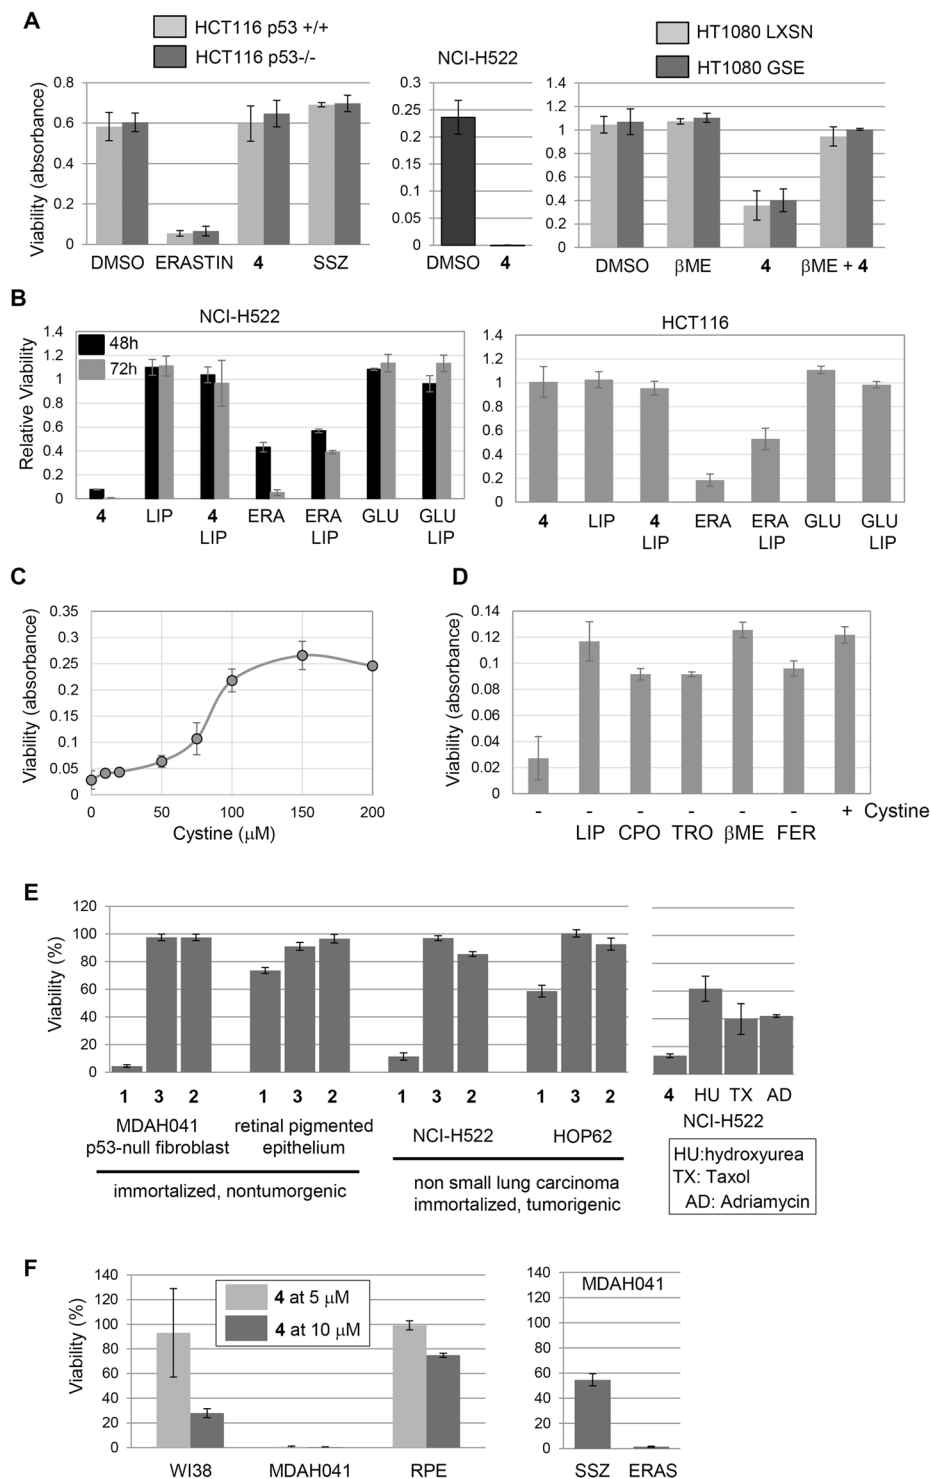 A
HCT116 p53 +/+
HCT116 p53-/-
NCI-H522
HT1080 LXSN
HT1080 GSE
Viability (absorbance)
0.8
0.6
0.4
0.2
0
DMSO ERASTIN 4 SSZ
0.3
0.25
0.2
0.15
0.1
0.05
0
DMSO 4
1.4
1.2
1
0.8
0.6
0.4
0.2
0
DMSO βME 4 βME + 4
B
NCI-H522
48h
72h
Relative Viability
1.4
1.2
1
0.8
0.6
0.4
0.2
0
4 LIP 4 ERA ERA GLU GLU
LIP LIP LIP
HCT116
1.4
1.2
1
0.8
0.6
0.4
0.2
0
4 LIP 4 ERA ERA GLU GLU
LIP LIP LIP
C
Viability (absorbance)
0.35
0.3
0.25
0.2
0.15
0.1
0.05
0
0 50 100 150 200
Cystine (μM)
D
Viability (absorbance)
0.14
0.12
0.1
0.08
0.06
0.04
0.02
0
- - - - - - + Cystine
LIP CPO TRO βME FER
E
Viability (%)
120
100
80
60
40
20
0
1 3 2 1 3 2 1 3 2 1 3 2
MDAH041
p53-null fibroblast
retinal pigmented
epithelium
NCI-H522
HOP62
immortalized, nontumorgenic
non small lung carcinoma
immortalized, tumorigenic
4 HU TX AD
NCI-H522
HU:hydroxyurea
TX: Taxol
AD: Adriamycin
F
Viability (%)
140
120
100
80
60
40
20
0
4 at 5 μM
4 at 10 μM
WI38 MDAH041 RPE
MDAH041
140
120
100
80
60
40
20
0
SSZ ERAS